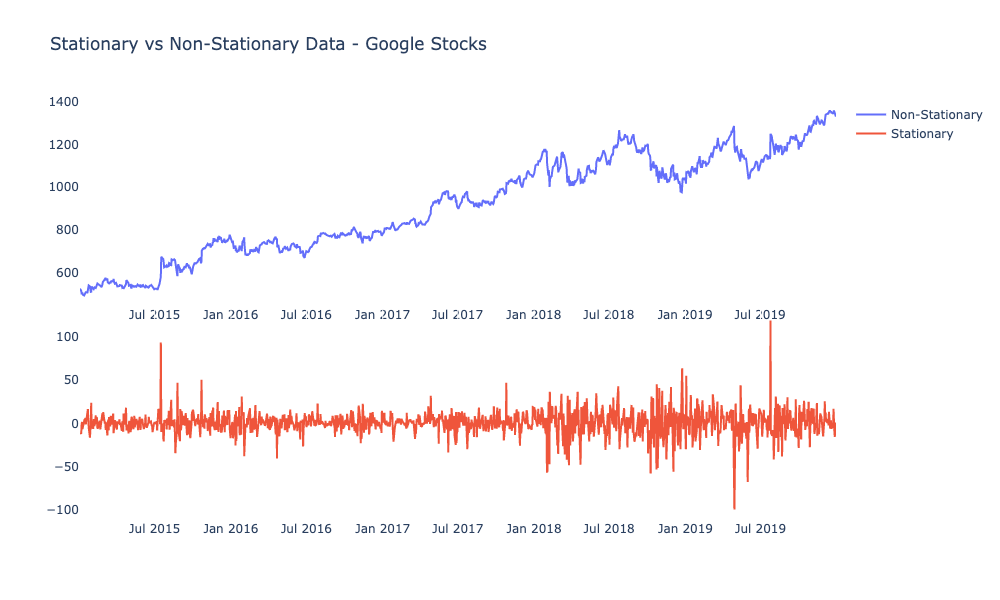 Stationary vs Non-Stationary Data - Google Stocks
1400
1200
1000
800
600
Non-Stationary
Stationary
Jul 2015 Jan 2016 Jul 2016 Jan 2017 Jul 2017 Jan 2018 Jul 2018 Jan 2019 Jul 2019
100
50
0
−50
−100
Jul 2015 Jan 2016 Jul 2016 Jan 2017 Jul 2017 Jan 2018 Jul 2018 Jan 2019 Jul 2019